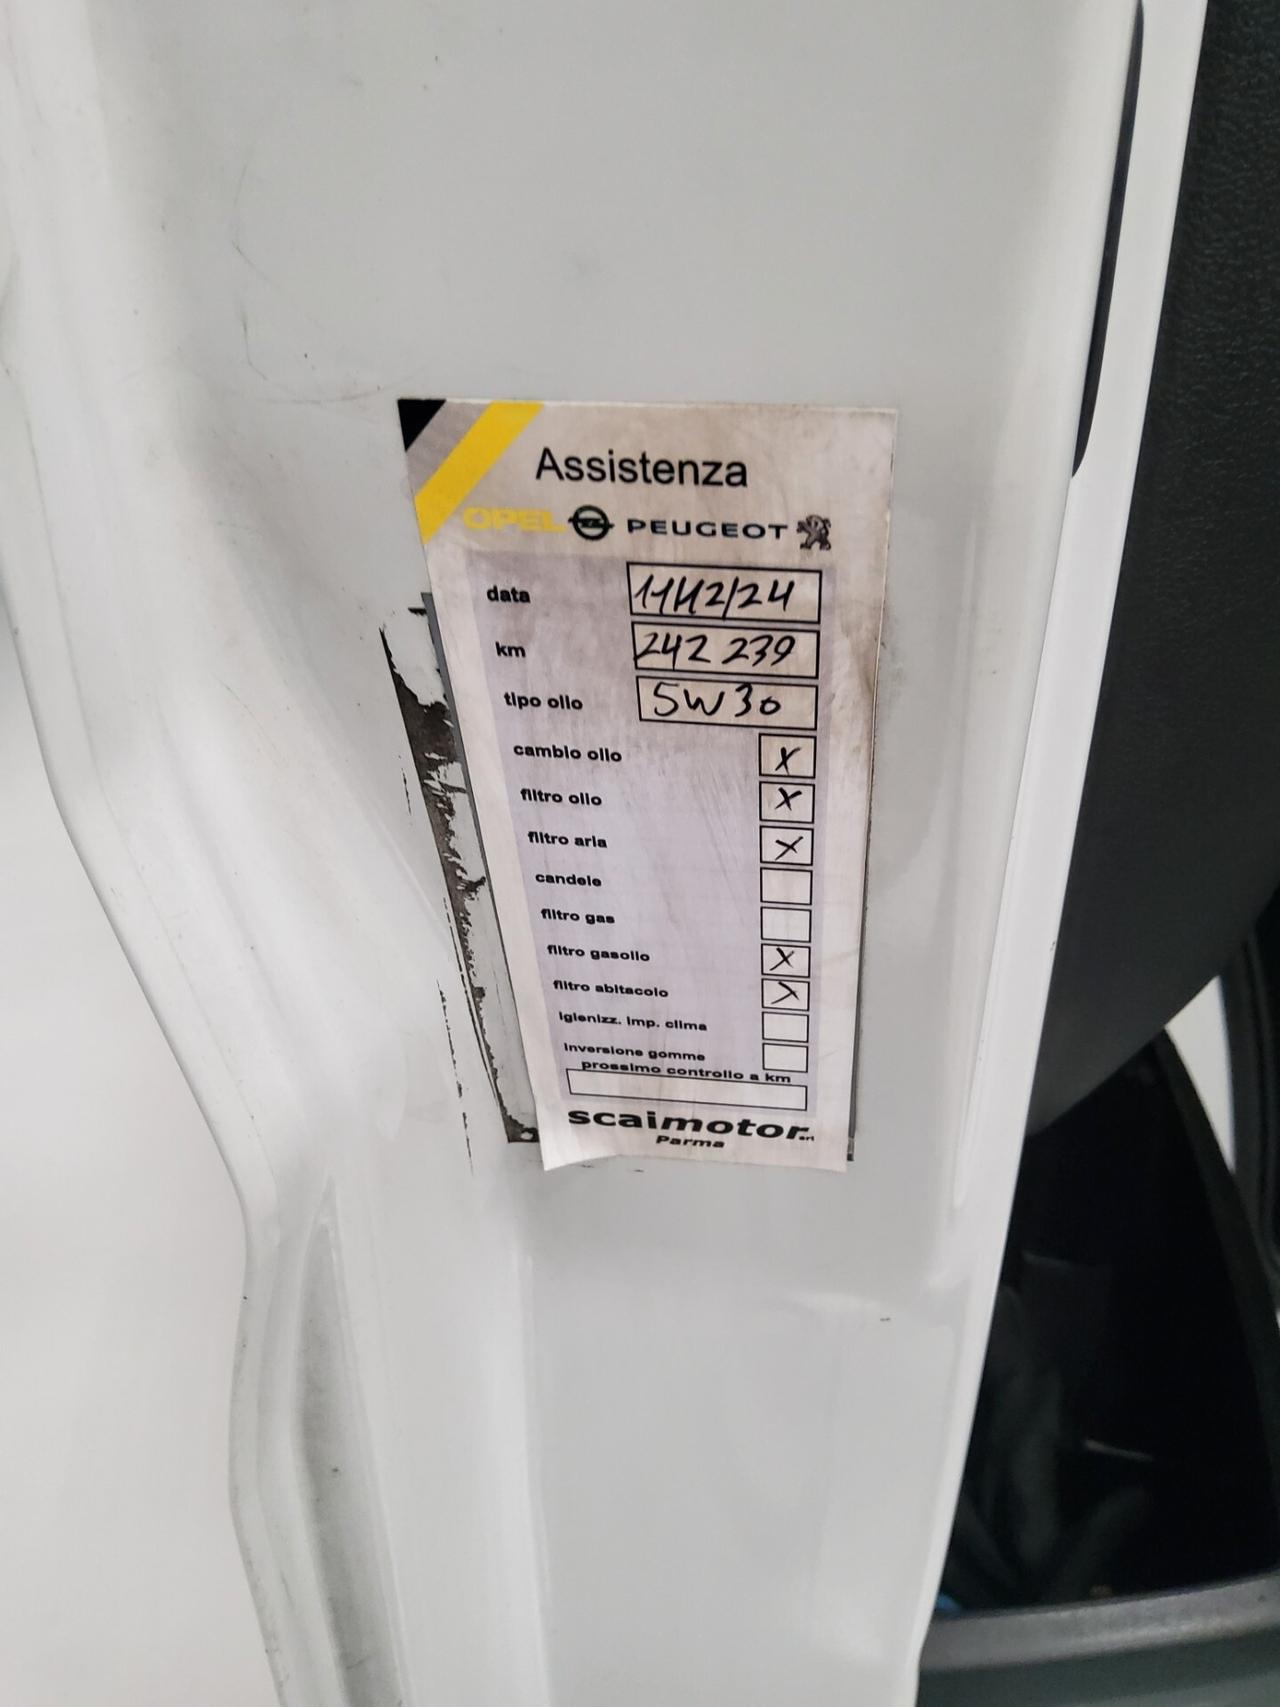 Assistenza
OPEL PEUGEOT
data 11/12/24
km 242 239
tipo olio 5W30
cambio olio X
filtro olio X
filtro aria X
candele
filtro gas
filtro gasolio X
filtro abitacolo X
igienizz. imp. clima
inversione gomme
prossimo controllo a km
scaimotor srl
Parma